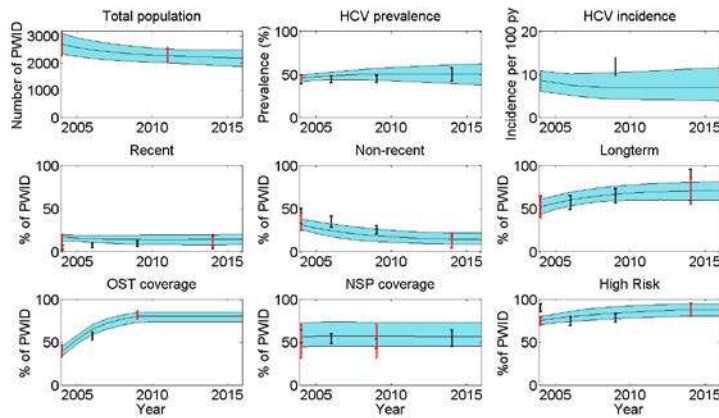 Total population
HCV prevalence
HCV incidence
Number of PWID
3000
2000
1000
0
2005
2010
2015
Prevalence (%)
100
50
0
2005
2010
2015
Incidence per 100 py
20
10
0
2005
2010
2015
Recent
Non-recent
Longterm
% of PWID
100
50
0
2005
2010
2015
% of PWID
100
50
0
2005
2010
2015
% of PWID
100
50
0
2005
2010
2015
OST coverage
NSP coverage
High Risk
% of PWID
100
50
0
2005
2010
2015
Year
% of PWID
100
50
0
2005
2010
2015
Year
%of PWID
100
50
0
2005
2010
2015
Year